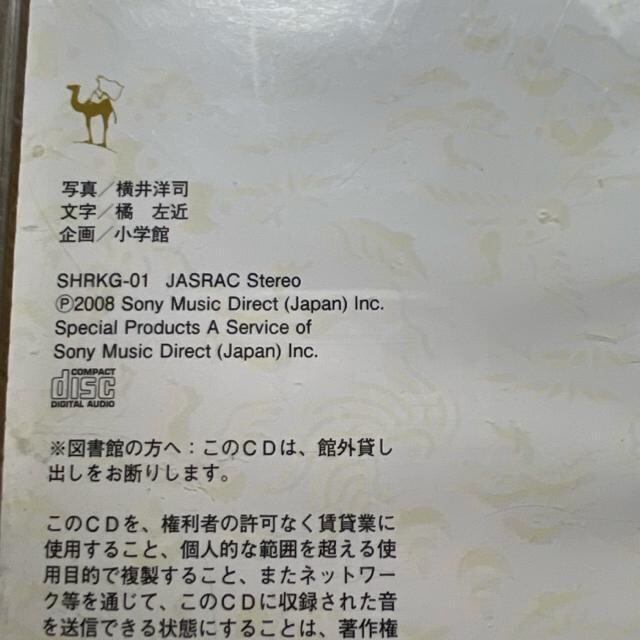 写真／横井洋司
文字／橘　左近
企画／小学館
SHRKG-01 JASRAC Stereo
Ⓟ2008 Sony Music Direct (Japan) Inc.
Special Products A Service of
Sony Music Direct (Japan) Inc.
COMPACT
disc
DIGITAL AUDIO
※図書館の方へ：このＣＤは、館外貸し
出しをお断りします。
このＣＤを、権利者の許可なく賃貸業に
使用すること、個人的な範囲を超える使
用目的で複製すること、またネットワー
ク等を通じて、このＣＤに収録された音
を送信できる状態にすることは、著作権